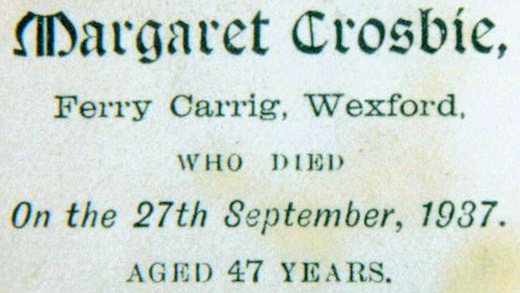 Margaret Crosbie,
Ferry Carrig, Wexford,
WHO DIED
On the 27th September, 1937.
AGED 47 YEARS.